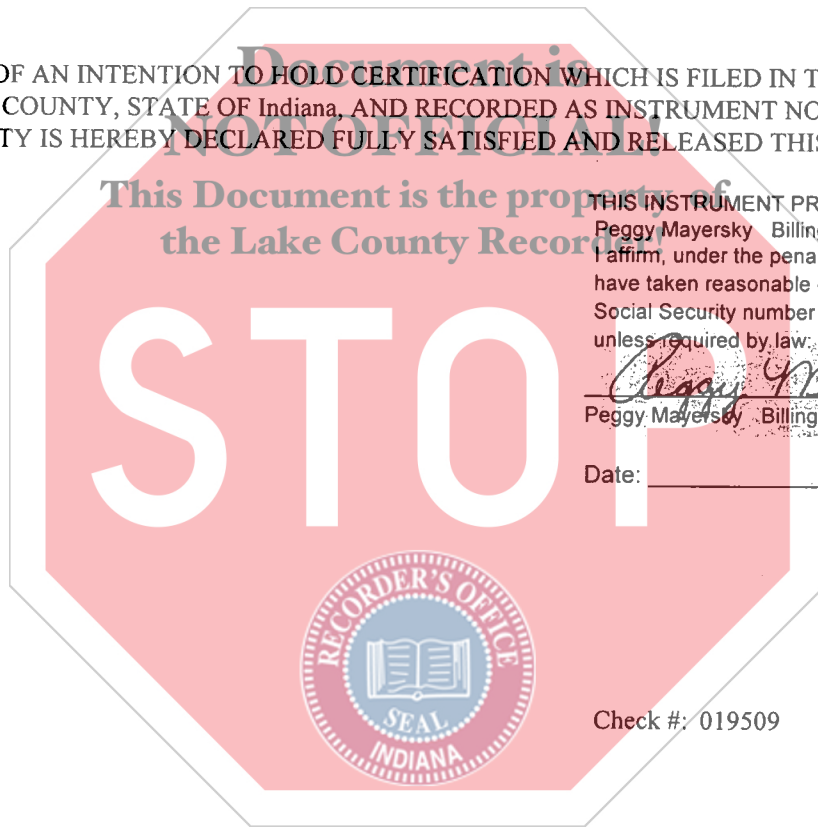 Document is
OF AN INTENTION TO HOLD CERTIFICATION WHICH IS FILED IN T
COUNTY, STATE OF Indiana, AND RECORDED AS INSTRUMENT NO
NOT OFFICIAL!
TY IS HEREBY DECLARED FULLY SATISFIED AND RELEASED THIS
This Document is the property of
the Lake County Recorder!
THIS INSTRUMENT PR
Peggy Mayersky Billing
I affirm, under the pena
have taken reasonable
Social Security number
unless required by law:
Peggy M
Peggy Mayersky Billing
Date:
STOP
RECORDER'S OFFICE
SEAL
INDIANA
Check #: 019509